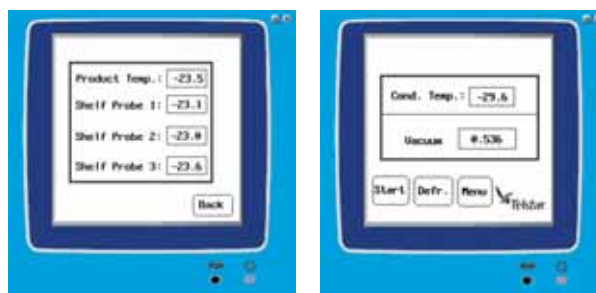 Product Temp.: -23.5
Shelf Probe 1: -23.1
Shelf Probe 2: -23.0
Shelf Probe 3: -23.6
Back
Cond. Temp.: -29.6
Vacuum 0.536
Start Defr. Menu Telstar